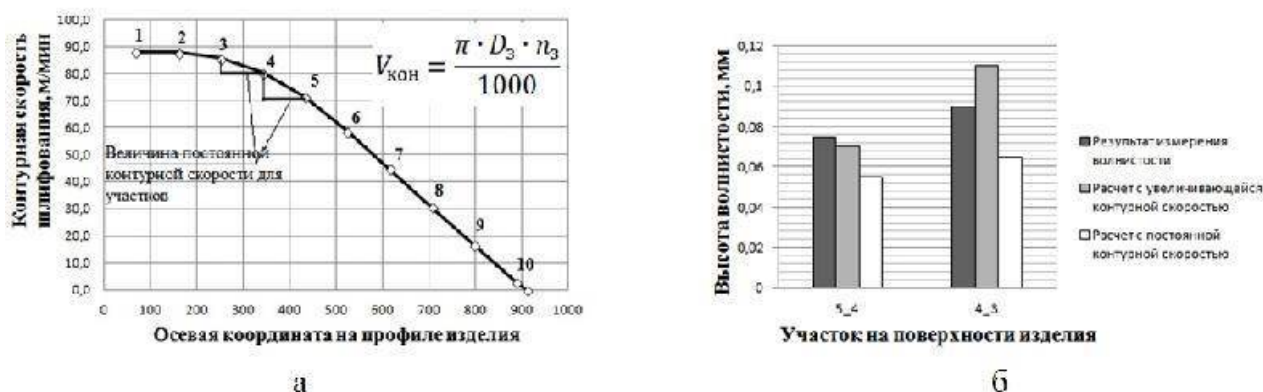 100,0
90,0
80,0
70,0
60,0
50,0
40,0
30,0
20,0
10,0
0,0
Контурная скорость
шлифования, м/мин
1
2
3
4
5
6
7
8
9
10
V кон = π · D з · n з / 1000
Величина постоянной
контурной скорости для
участков
0 100 200 300 400 500 600 700 800 900 1000
Осевая координата на профиле изделия
а
Высота волнистости, мм
0,12
0,1
0,08
0,06
0,04
0,02
0
5_4 4_3
Участок на поверхности изделия
Результат измерения
волнистости
Расчет с увеличивающейся
контурной скоростью
Расчет с постоянной
контурной скоростью
б